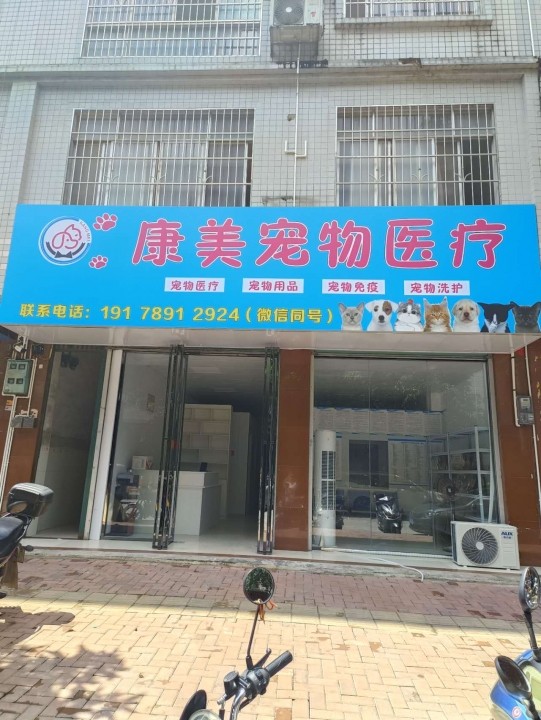 康美宠物医疗
宠物医疗 宠物用品 宠物免疫 宠物洗护
联系电话：191 7891 2924（微信同号）
AUX